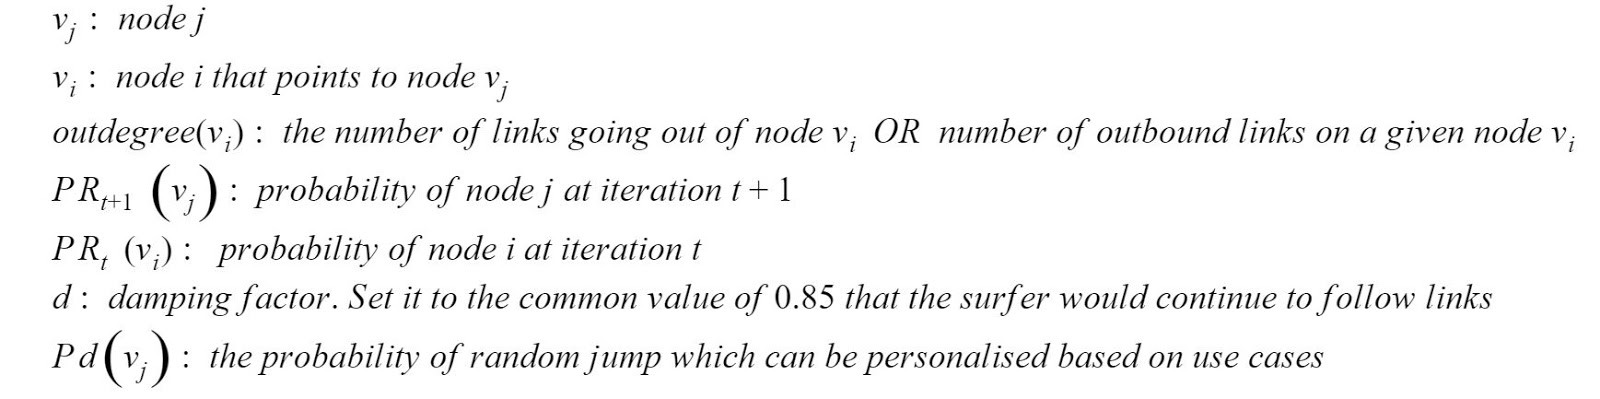 v_j : node j
v_i : node i that points to node v_j
outdegree(v_i) : the number of links going out of node v_i OR number of outbound links on a given node v_i
PR_{t+1} (v_j) : probability of node j at iteration t + 1
PR_t (v_i) : probability of node i at iteration t
d : damping factor. Set it to the common value of 0.85 that the surfer would continue to follow links
Pd(v_j) : the probability of random jump which can be personalised based on use cases